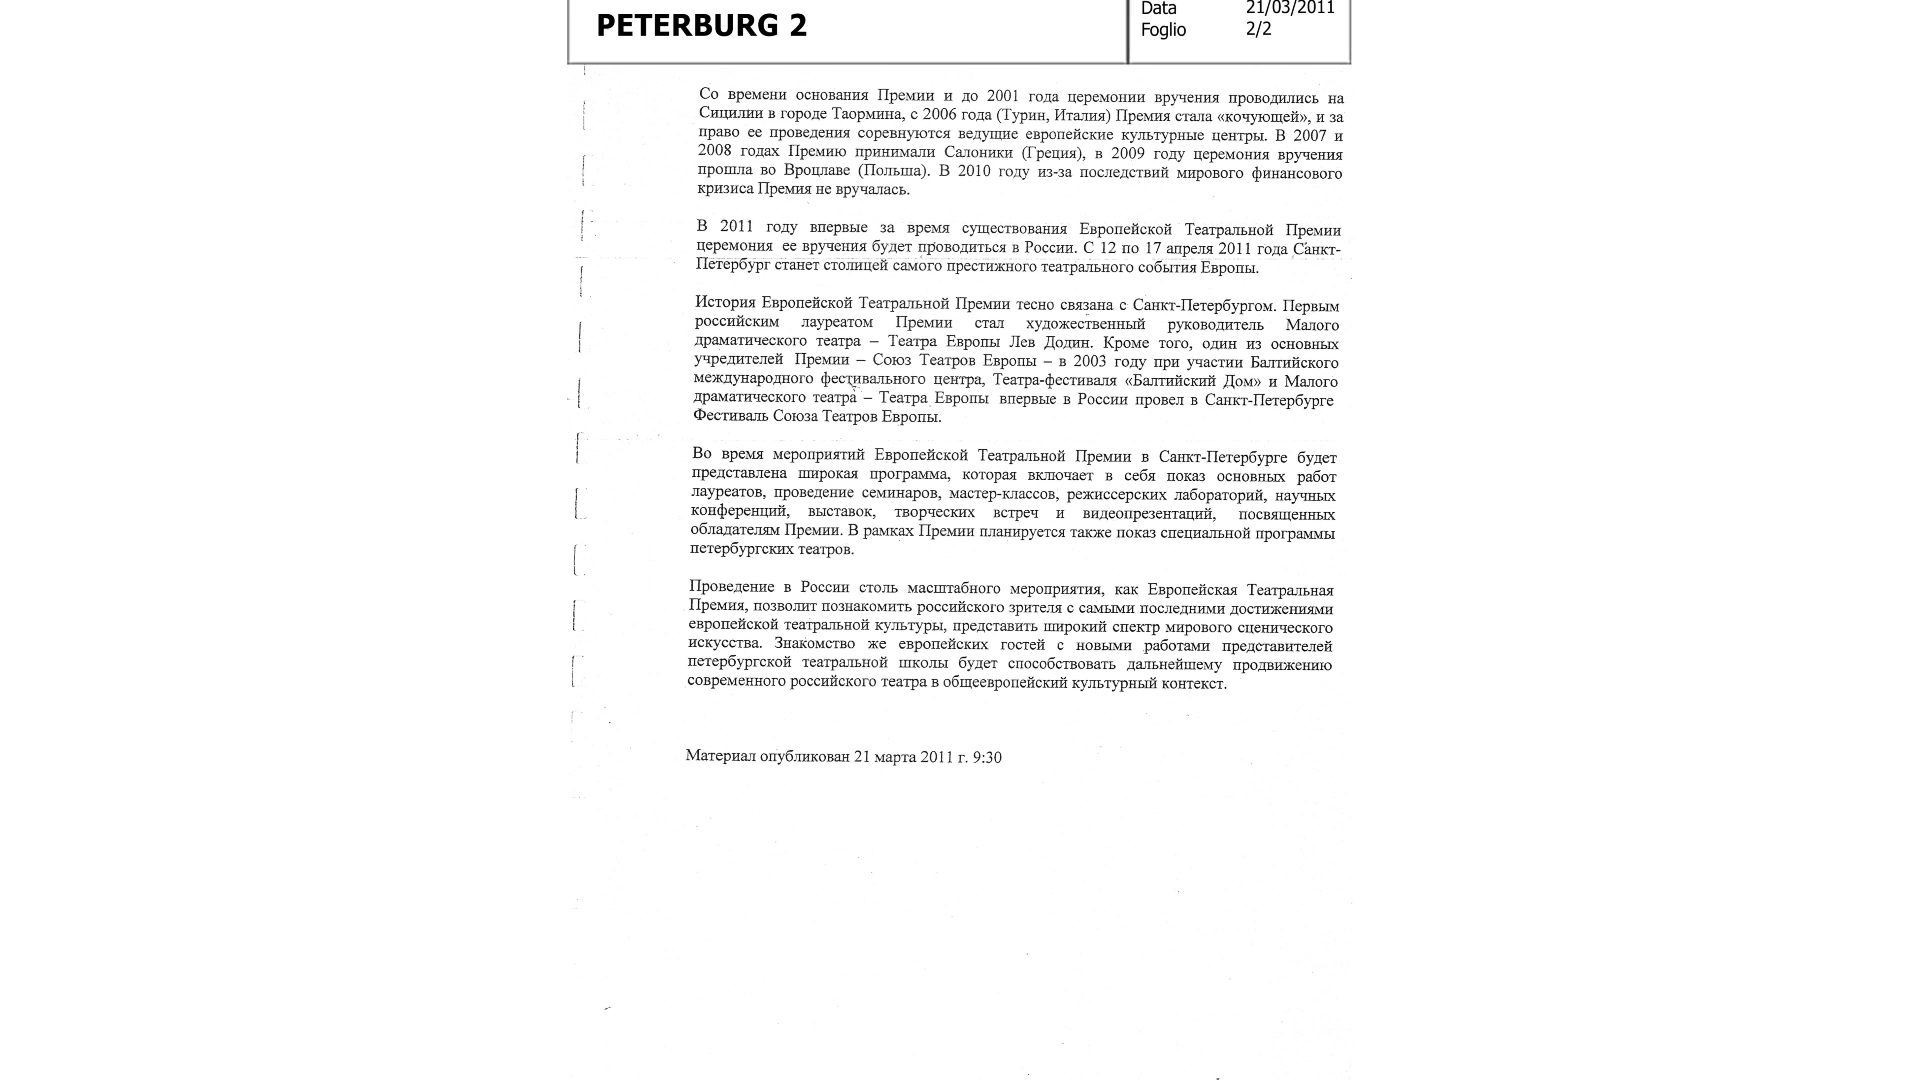 PETERBURG 2
Data 21/03/2011
Foglio 2/2
Со времени основания Премии и до 2001 года церемонии вручения проводились на
Сицилии в городе Таормина, с 2006 года (Турин, Италия) Премия стала «кочующей», и за
право ее проведения соревнуются ведущие европейские культурные центры. В 2007 и
2008 годах Премию принимали Салоники (Греция), в 2009 году церемония вручения
прошла во Вроцлаве (Польша). В 2010 году из-за последствий мирового финансового
кризиса Премия не вручалась.
В 2011 году впервые за время существования Европейской Театральной Премии
церемония ее вручения будет проводиться в России. С 12 по 17 апреля 2011 года Санкт-
Петербург станет столицей самого престижного театрального события Европы.
История Европейской Театральной Премии тесно связана с Санкт-Петербургом. Первым
российским лауреатом Премии стал художественный руководитель Малого
драматического театра – Театра Европы Лев Додин. Кроме того, один из основных
учредителей Премии – Союз Театров Европы – в 2003 году при участии Балтийского
международного фестивального центра, Театра-фестиваля «Балтийский Дом» и Малого
драматического театра – Театра Европы впервые в России провел в Санкт-Петербурге
Фестиваль Союза Театров Европы.
Во время мероприятий Европейской Театральной Премии в Санкт-Петербурге будет
представлена широкая программа, которая включает в себя показ основных работ
лауреатов, проведение семинаров, мастер-классов, режиссерских лабораторий, научных
конференций, выставок, творческих встреч и видеопрезентаций, посвященных
обладателям Премии. В рамках Премии планируется также показ специальной программы
петербургских театров.
Проведение в России столь масштабного мероприятия, как Европейская Театральная
Премия, позволит познакомить российского зрителя с самыми последними достижениями
европейской театральной культуры, представить широкий спектр мирового сценического
искусства. Знакомство же европейских гостей с новыми работами представителей
петербургской театральной школы будет способствовать дальнейшему продвижению
современного российского театра в общеевропейский культурный контекст.
Материал опубликован 21 марта 2011 г. 9:30